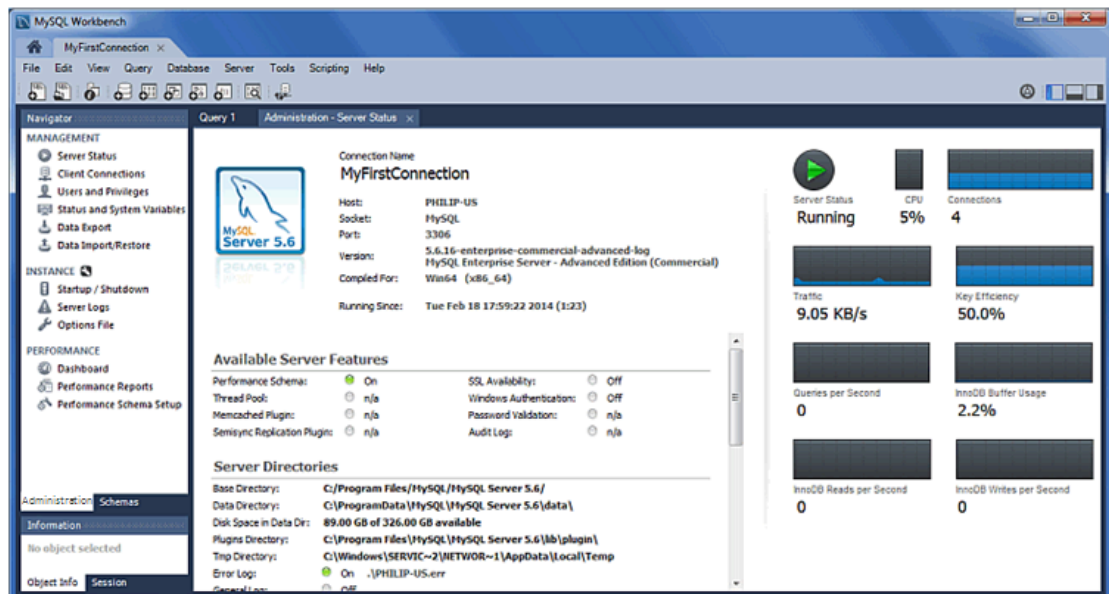 MySQL Workbench
MyFirstConnection ×
File Edit View Query Database Server Tools Scripting Help
Navigator
MANAGEMENT
Server Status
Client Connections
Users and Privileges
Status and System Variables
Data Export
Data Import/Restore
INSTANCE
Startup / Shutdown
Server Logs
Options File
PERFORMANCE
Dashboard
Performance Reports
Performance Schema Setup
Administration Schemas
Information
No object selected
Object Info Session
Query 1 Administration - Server Status ×
MySQL
Server 5.6
Connection Name
MyFirstConnection
Host: PHILIP-US
Socket: MySQL
Port: 3306
Version: 5.6.16-enterprise-commercial-advanced-log
MySQL Enterprise Server - Advanced Edition (Commercial)
Compiled For: Win64 (x86_64)
Running Since: Tue Feb 18 17:59:22 2014 (1:23)
Available Server Features
Performance Schema: On SSL Availability: Off
Thread Pool: n/a Windows Authentication: Off
Memcached Plugin: n/a Password Validation: n/a
Semisync Replication Plugin: n/a Audit Log: n/a
Server Directories
Base Directory: C:/Program Files/MySQL/MySQL Server 5.6/
Data Directory: C:\ProgramData\MySQL\MySQL Server 5.6\data\
Disk Space in Data Dir: 89.00 GB of 326.00 GB available
Plugins Directory: C:\Program Files\MySQL\MySQL Server 5.6\lib\plugin\
Tmp Directory: C:\Windows\SERVIC~2\NETWOR~1\AppData\Local\Temp
Error Log: On .\PHILIP-US.err
General Log: Off
Server Status CPU Connections
Running 5% 4
Traffic Key Efficiency
9.05 KB/s 50.0%
Queries per Second InnoDB Buffer Usage
0 2.2%
InnoDB Reads per Second InnoDB Writes per Second
0 0